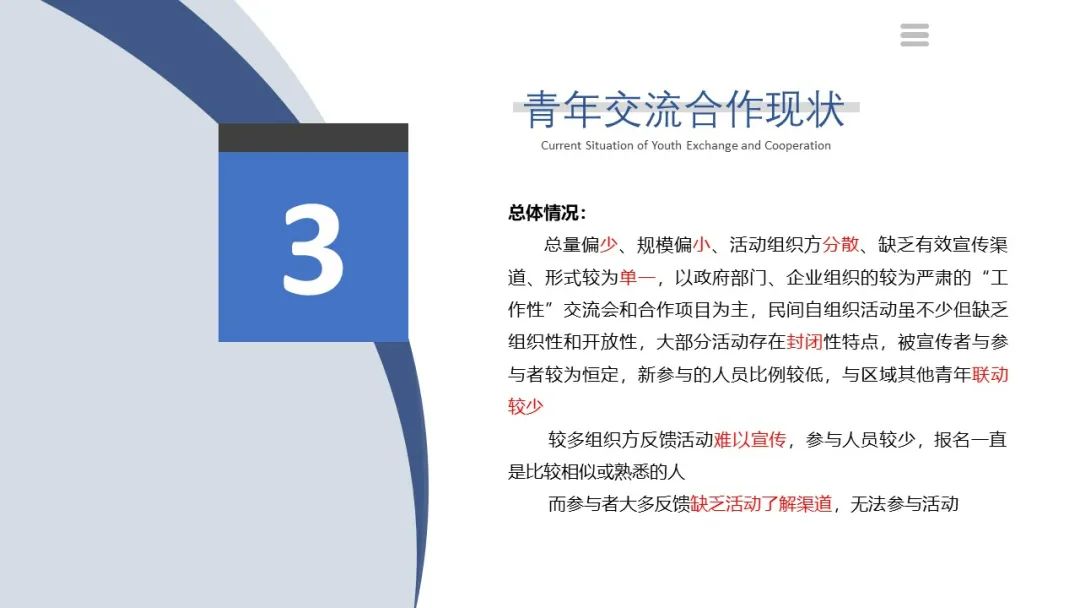 3
青年交流合作现状
Current Situation of Youth Exchange and Cooperation
总体情况：
总量偏少、规模偏小、活动组织方分散、缺乏有效宣传渠
道、形式较为单一，以政府部门、企业组织的较为严肃的“工
作性”交流会和合作项目为主，民间自组织活动虽不少但缺乏
组织性和开放性，大部分活动存在封闭性特点，被宣传者与参
与者较为恒定，新参与的人员比例较低，与区域其他青年联动
较少
较多组织方反馈活动难以宣传，参与人员较少，报名一直
是比较相似或熟悉的人
而参与者大多反馈缺乏活动了解渠道，无法参与活动